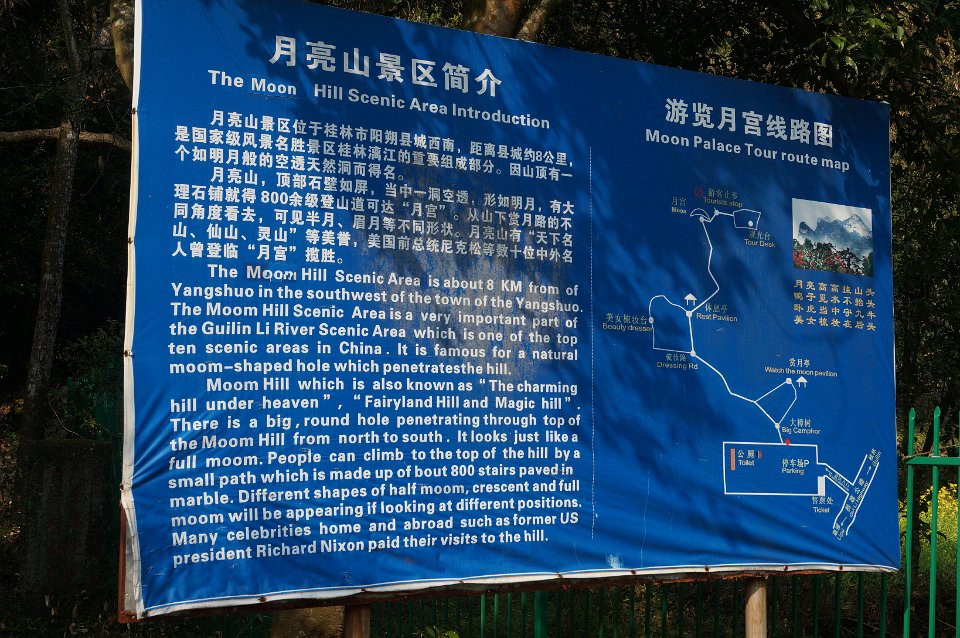 月亮山景区简介
The Moon Hill Scenic Area Introduction
月亮山景区位于桂林市阳朔县城西南，距离县城约8公里，
是国家级风景名胜景区桂林漓江的重要组成部分。因山顶有一
个如明月般的空透天然洞而得名。
月亮山，顶部石壁如屏，当中一洞空透，形如明月，有大
理石铺就得800余级登山道可达“月宫”。从山下赏月路的不
同角度看去，可见半月、眉月等不同形状。月亮山有“天下名
山、仙山、灵山”等美誉，美国前总统尼克松等数十位中外名
人曾登临“月宫”揽胜。
The Moom Hill Scenic Area is about 8 KM from of
Yangshuo in the southwest of the town of the Yangshuo.
The Moom Hill Scenic Area is a very important part of
the Guilin Li River Scenic Area which is one of the top
ten scenic areas in China. It is famous for a natural
moom-shaped hole which penetratesthe hill.
Moom Hill which is also known as “The charming
hill under heaven”, “Fairyland Hill and Magic hill”.
There is a big, round hole penetrating through top of
the Moom Hill from north to south. It looks just like a
full moom. People can climb to the top of the hill by a
small path which is made up of bout 800 stairs paved in
marble. Different shapes of half moom, crescent and full
moom will be appearing if looking at different positions.
Many celebrities home and abroad such as former US
president Richard Nixon paid their visits to the hill.
游览月宫线路图
Moon Palace Tour route map
月宫
Moon
游客止步
Tourists stop
观光台
Tour Desk
月亮高高挂山头
鸭子见水不抬头
卧虎当中守九牛
美女梳妆在后头
休息亭
Rest Pavilion
美女梳妆台
Beauty dresser
梳妆路
Dressing Rd
赏月亭
Watch the moon pavilion
大樟树
Big Camphor
公厕
Toilet
停车场P
Parking
售票处
Ticket